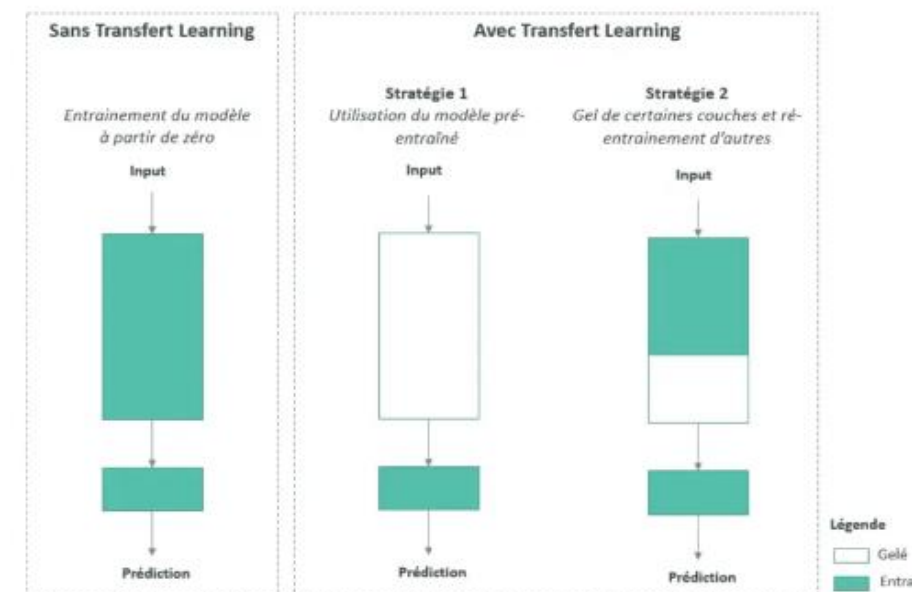 Sans Transfert Learning
Avec Transfert Learning
Entrainement du modèle
à partir de zéro
Stratégie 1
Utilisation du modèle pré-
entraîné
Stratégie 2
Gel de certaines couches et ré-
entrainement d'autres
Input
Input
Input
Prédiction
Prédiction
Prédiction
Légende
Gelé
Entra